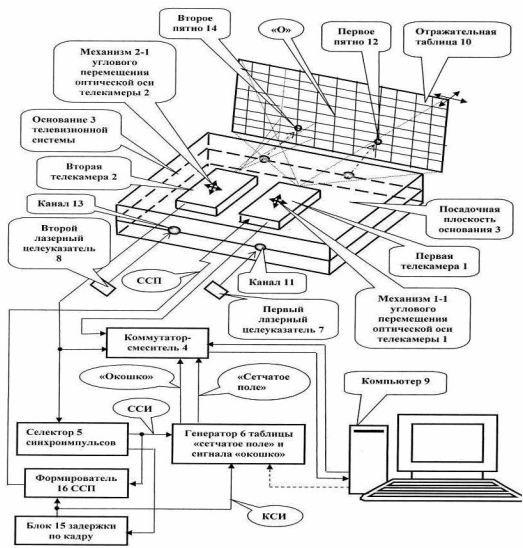 Второе
пятно 14
«О»
Первое
пятно 12
Отражательная
таблица 10
Механизм 2-1
углового
перемещения
оптической оси
телекамеры 2
Основание 3
телевизионной
системы
Вторая
телекамера 2
Канал 13
Второй
лазерный
целеуказатель
8
ССП
1
Посадочная
плоскость
основания 3
Первая
телекамера 1
Канал 11
Первый
лазерный
целеуказатель 7
Механизм 1-1
углового
перемещения
оптической оси
телекамеры 1
Коммутатор-
смеситель 4
«Окошко»
«Сетчатое
поле»
Компьютер 9
ССИ
Селектор 5
синхроимпульсов
Генератор 6 таблицы
«сетчатое поле» и
сигнала «окошко»
Формирователь
16 ССП
КСИ
Блок 15 задержки
по кадру